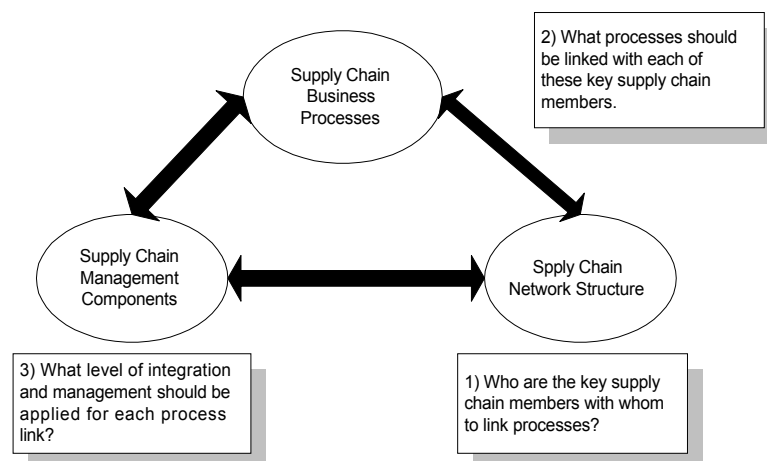 2) What processes should
be linked with each of
these key supply chain
members.
Supply Chain
Business
Processes
Supply Chain
Management
Components
Spply Chain
Network Structure
3) What level of integration
and management should be
applied for each process
link?
1) Who are the key supply
chain members with whom
to link processes?